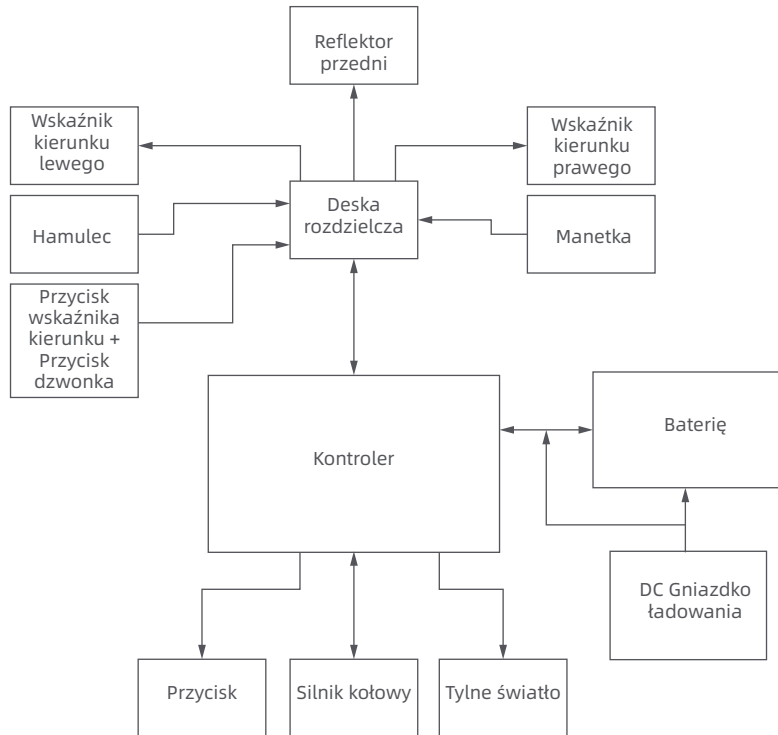 Reflektor
przedni
Wskaźnik
kierunku
lewego
Wskaźnik
kierunku
prawego
Deska
rozdzielcza
Hamulec
Manetka
Przycisk
wskaźnika
kierunku +
Przycisk
dzwonka
Kontroler
Baterię
DC Gniazdko
ładowania
Przycisk
Silnik kołowy
Tylne światło